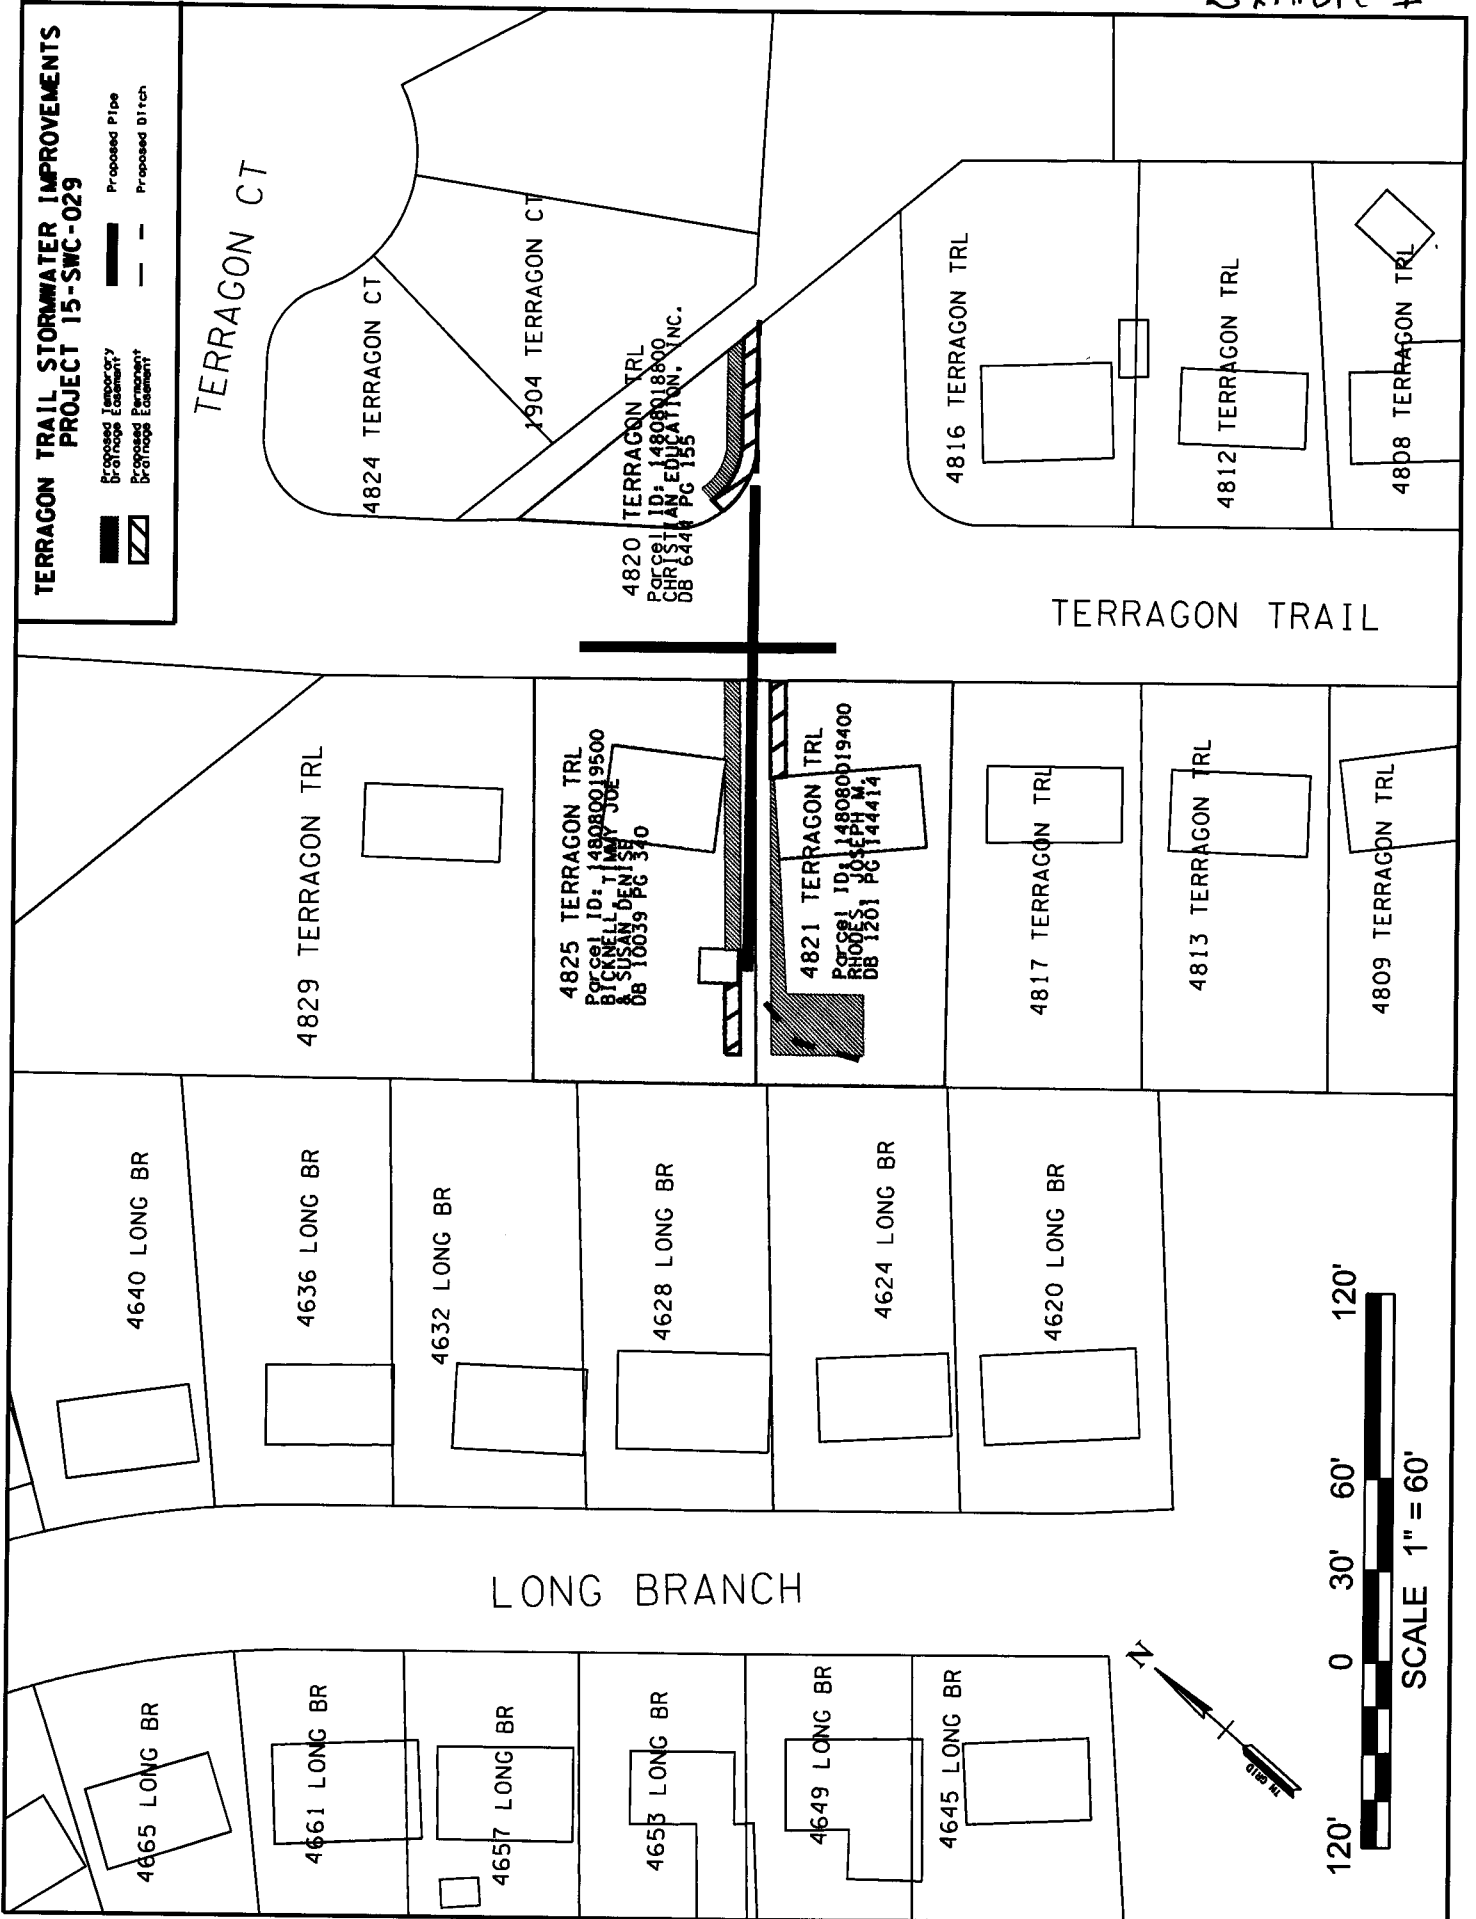 Exhibit A
TERRAGON TRAIL STORMWATER IMPROVEMENTS
PROJECT 15-SWC-029
Proposed Temporary
Drainage Easement
Proposed Permanent
Drainage Easement
Proposed Pipe
Proposed Ditch
TERRAGON CT
4824 TERRAGON CT
1904 TERRAGON CT
4820 TERRAGON TRL
Parcel ID: 14808018800
CHRISTIAN EDUCATION, INC.
DB 6444 PG 155
4816 TERRAGON TRL
4812 TERRAGON TRL
4808 TERRAGON TRL
TERRAGON TRAIL
4829 TERRAGON TRL
4825 TERRAGON TRL
Parcel ID: 14808019500
BICKNELL, TIMMY JOE
& SUSAN DENISE
DB 10039 PG 340
4821 TERRAGON TRL
Parcel ID: 14808019400
RHODES, JOSEPH M.
DB 1201 PG 144414
4817 TERRAGON TRL
4813 TERRAGON TRL
4809 TERRAGON TRL
4640 LONG BR
4636 LONG BR
4632 LONG BR
4628 LONG BR
4624 LONG BR
4620 LONG BR
LONG BRANCH
4665 LONG BR
4661 LONG BR
4657 LONG BR
4653 LONG BR
4649 LONG BR
4645 LONG BR
N
TN GRID
120' 0 30' 60' 120'
SCALE 1" = 60'